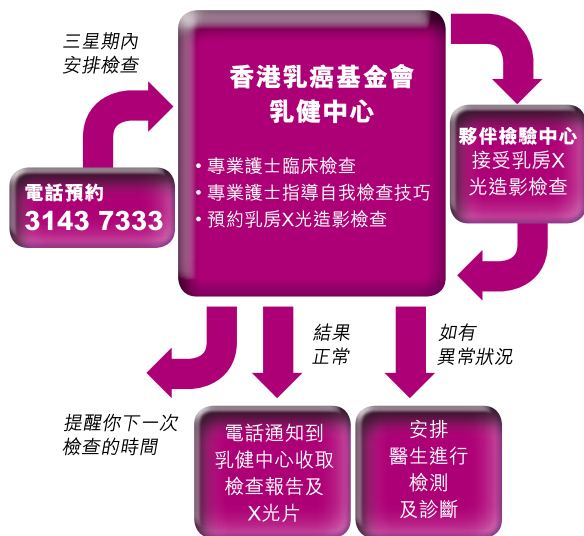 三星期內
安排檢查
電話預約
3143 7333
香港乳癌基金會
乳健中心
• 專業護士臨床檢查
• 專業護士指導自我檢查技巧
• 預約乳房X光造影檢查
夥伴檢驗中心
接受乳房X
光造影檢查
提醒你下一次
檢查的時間
結果
正常
電話通知到
乳健中心收取
檢查報告及
X光片
如有
異常狀況
安排
醫生進行
檢測
及診斷